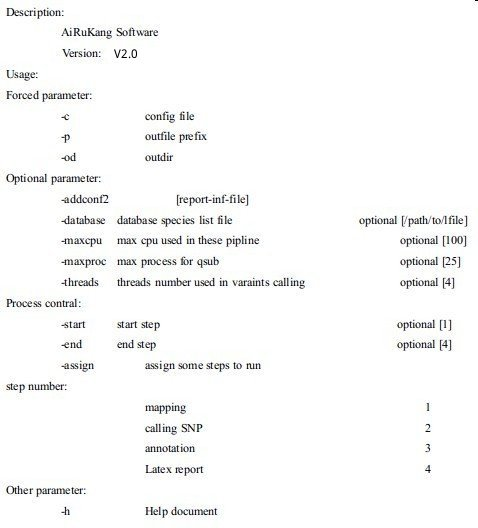 Description:
AiRuKang Software
Version: V2.0
Usage:
Forced parameter:
-c config file
-p outfile prefix
-od outdir
Optional parameter:
-addconf2 [report-inf-file]
-database database species list file optional [/path/to/lfile]
-maxcpu max cpu used in these pipline optional [100]
-maxproc max process for qsub optional [25]
-threads threads number used in varaints calling optional [4]
Process contral:
-start start step optional [1]
-end end step optional [4]
-assign assign some steps to run
step number:
mapping 1
calling SNP 2
annotation 3
Latex report 4
Other parameter:
-h Help document